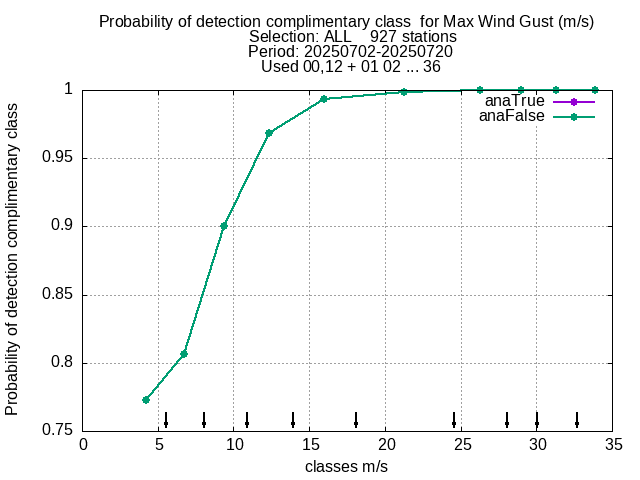 Probability of detection complimentary class  for Max Wind Gust (m/s)
Selection: ALL    927 stations
Period: 20250702-20250720
Used 00,12 + 01 02 ... 36
anaTrue
anaFalse
Probability of detection complimentary class
1
0.95
0.9
0.85
0.8
0.75
0 5 10 15 20 25 30 35
classes m/s